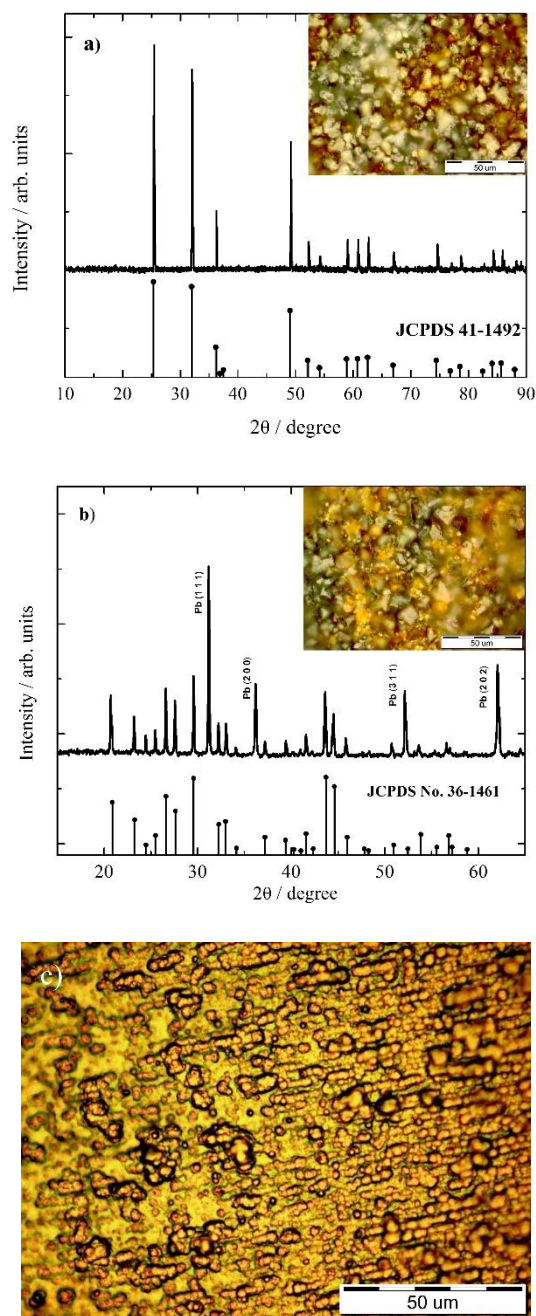 a)
50 um
Intensity / arb. units
JCPDS 41-1492
10 20 30 40 50 60 70 80 90
2θ / degree
b)
50 um
Pb (1 1 1)
Pb (2 0 0)
Pb (3 1 1)
Pb (2 0 2)
Intensity / arb. units
JCPDS No. 36-1461
20 30 40 50 60
2θ / degree
c)
50 um